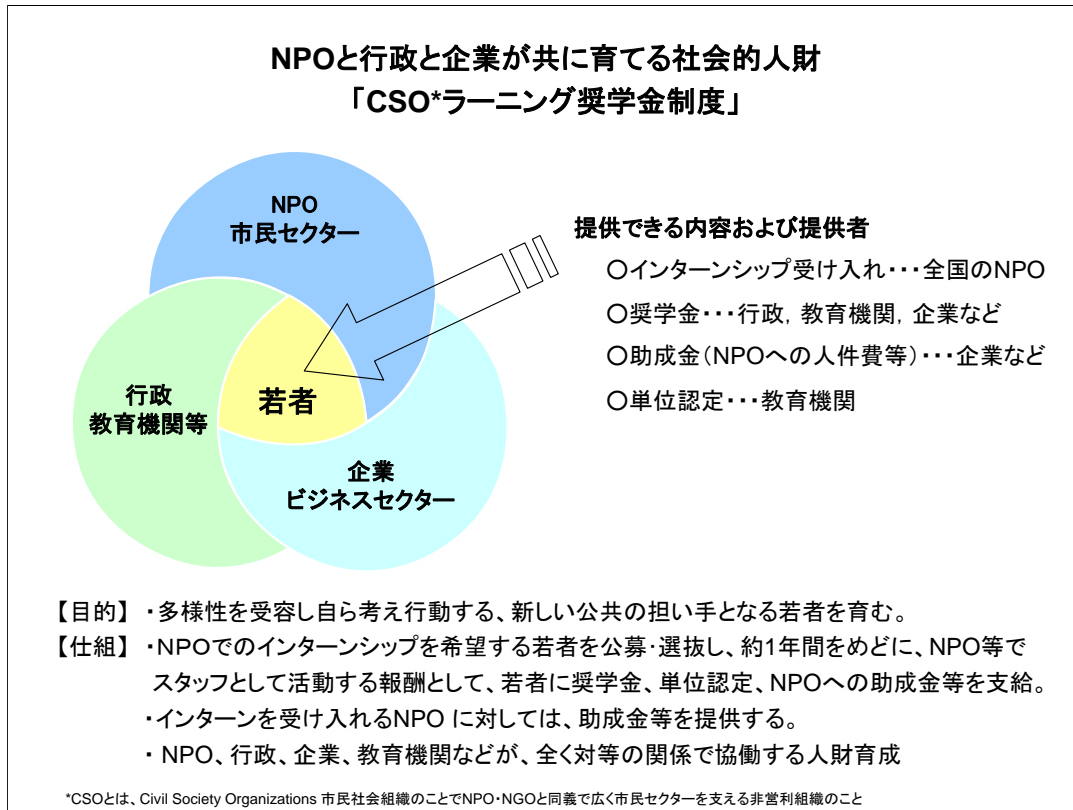 NPOと行政と企業が共に育てる社会的人財
「CSO*ラーニング奨学金制度」
NPO
市民セクター
行政
教育機関等
若者
企業
ビジネスセクター
提供できる内容および提供者
○インターンシップ受け入れ・・・全国のNPO
○奨学金・・・行政, 教育機関, 企業など
○助成金（NPOへの人件費等）・・・企業など
○単位認定・・・教育機関
【目的】 ・多様性を受容し自ら考え行動する、新しい公共の担い手となる若者を育む。
【仕組】 ・NPOでのインターンシップを希望する若者を公募・選抜し、約1年間をめどに、NPO等で
スタッフとして活動する報酬として、若者に奨学金、単位認定、NPOへの助成金等を支給。
・インターンを受け入れるNPO に対しては、助成金等を提供する。
・ NPO、行政、企業、教育機関などが、全く対等の関係で協働する人財育成
*CSOとは、Civil Society Organizations 市民社会組織のことでNPO・NGOと同義で広く市民セクターを支える非営利組織のこと